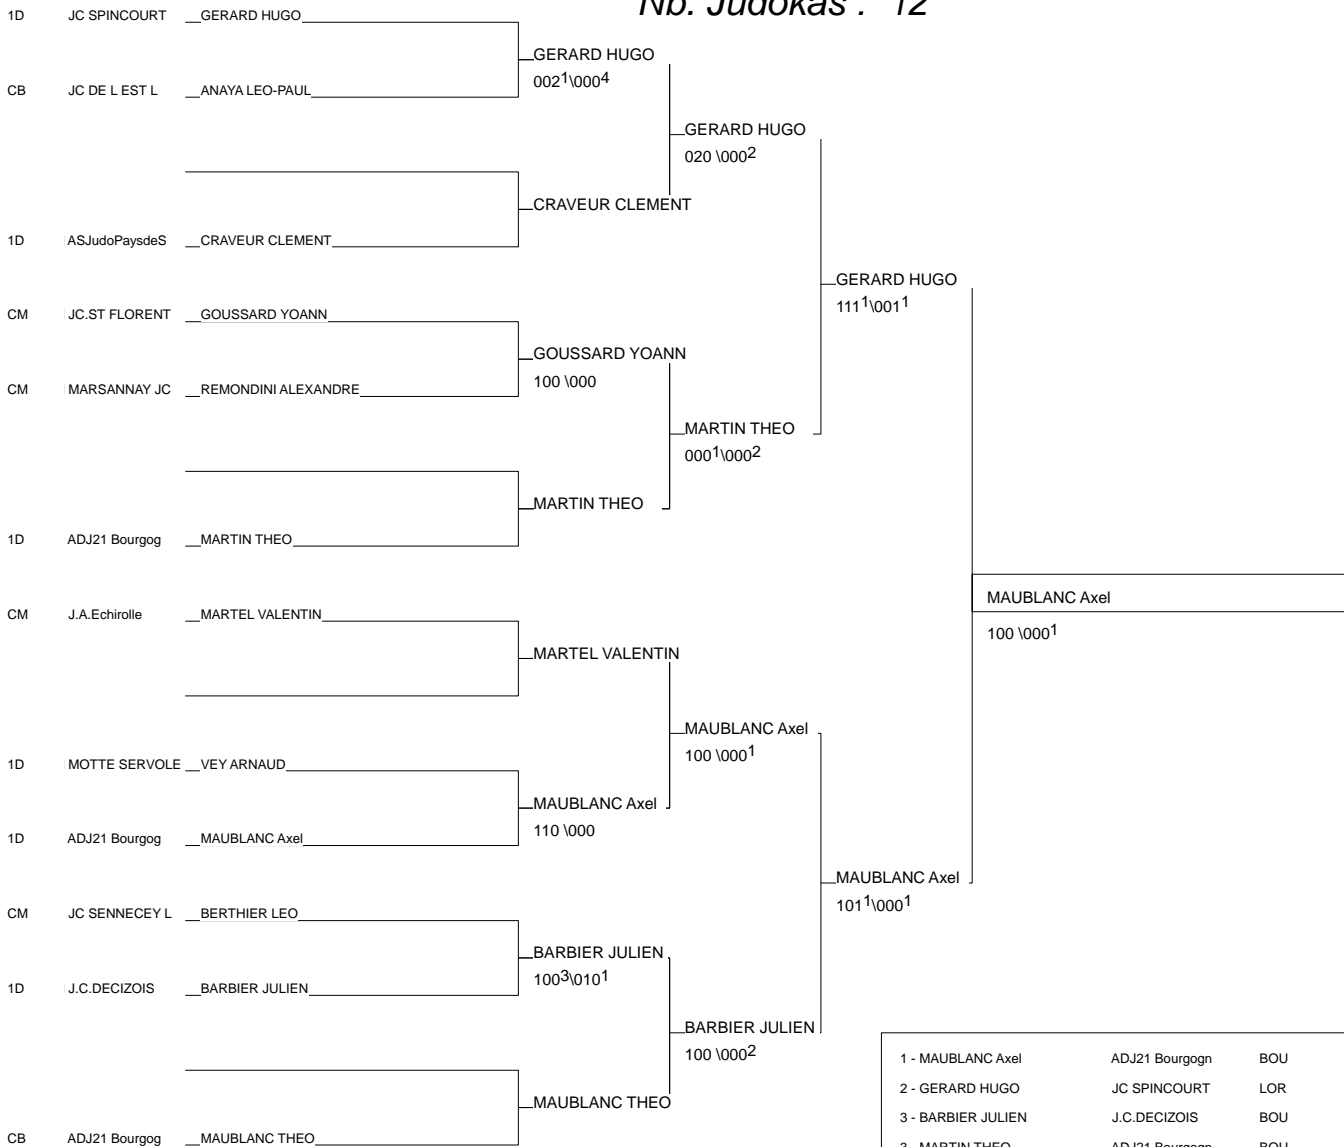 Nb. Judokas : 12
1D JC SPINCOURT GERARD HUGO
GERARD HUGO
002¹\000⁴
CB JC DE L EST L ANAYA LEO-PAUL
GERARD HUGO
020 \000²
CRAVEUR CLEMENT
1D ASJudoPaysdeS CRAVEUR CLEMENT
GERARD HUGO
111¹\001¹
CM JC.ST FLORENT GOUSSARD YOANN
GOUSSARD YOANN
100 \000
CM MARSANNAY JC REMONDINI ALEXANDRE
MARTIN THEO
000¹\000²
MARTIN THEO
1D ADJ21 Bourgog MARTIN THEO
MAUBLANC Axel
100 \000¹
CM J.A.Echirolle MARTEL VALENTIN
MARTEL VALENTIN
MAUBLANC Axel
100 \000¹
1D MOTTE SERVOLE VEY ARNAUD
MAUBLANC Axel
110 \000
1D ADJ21 Bourgog MAUBLANC Axel
MAUBLANC Axel
101¹\000¹
CM JC SENNECEY L BERTHIER LEO
BARBIER JULIEN
100³\010¹
1D J.C.DECIZOIS BARBIER JULIEN
BARBIER JULIEN
100 \000²
MAUBLANC THEO
CB ADJ21 Bourgog MAUBLANC THEO
1 - MAUBLANC Axel ADJ21 Bourgogn BOU
2 - GERARD HUGO JC SPINCOURT LOR
3 - BARBIER JULIEN J.C.DECIZOIS BOU
3 - MARTIN THEO ADJ21 Bourgogn BOU